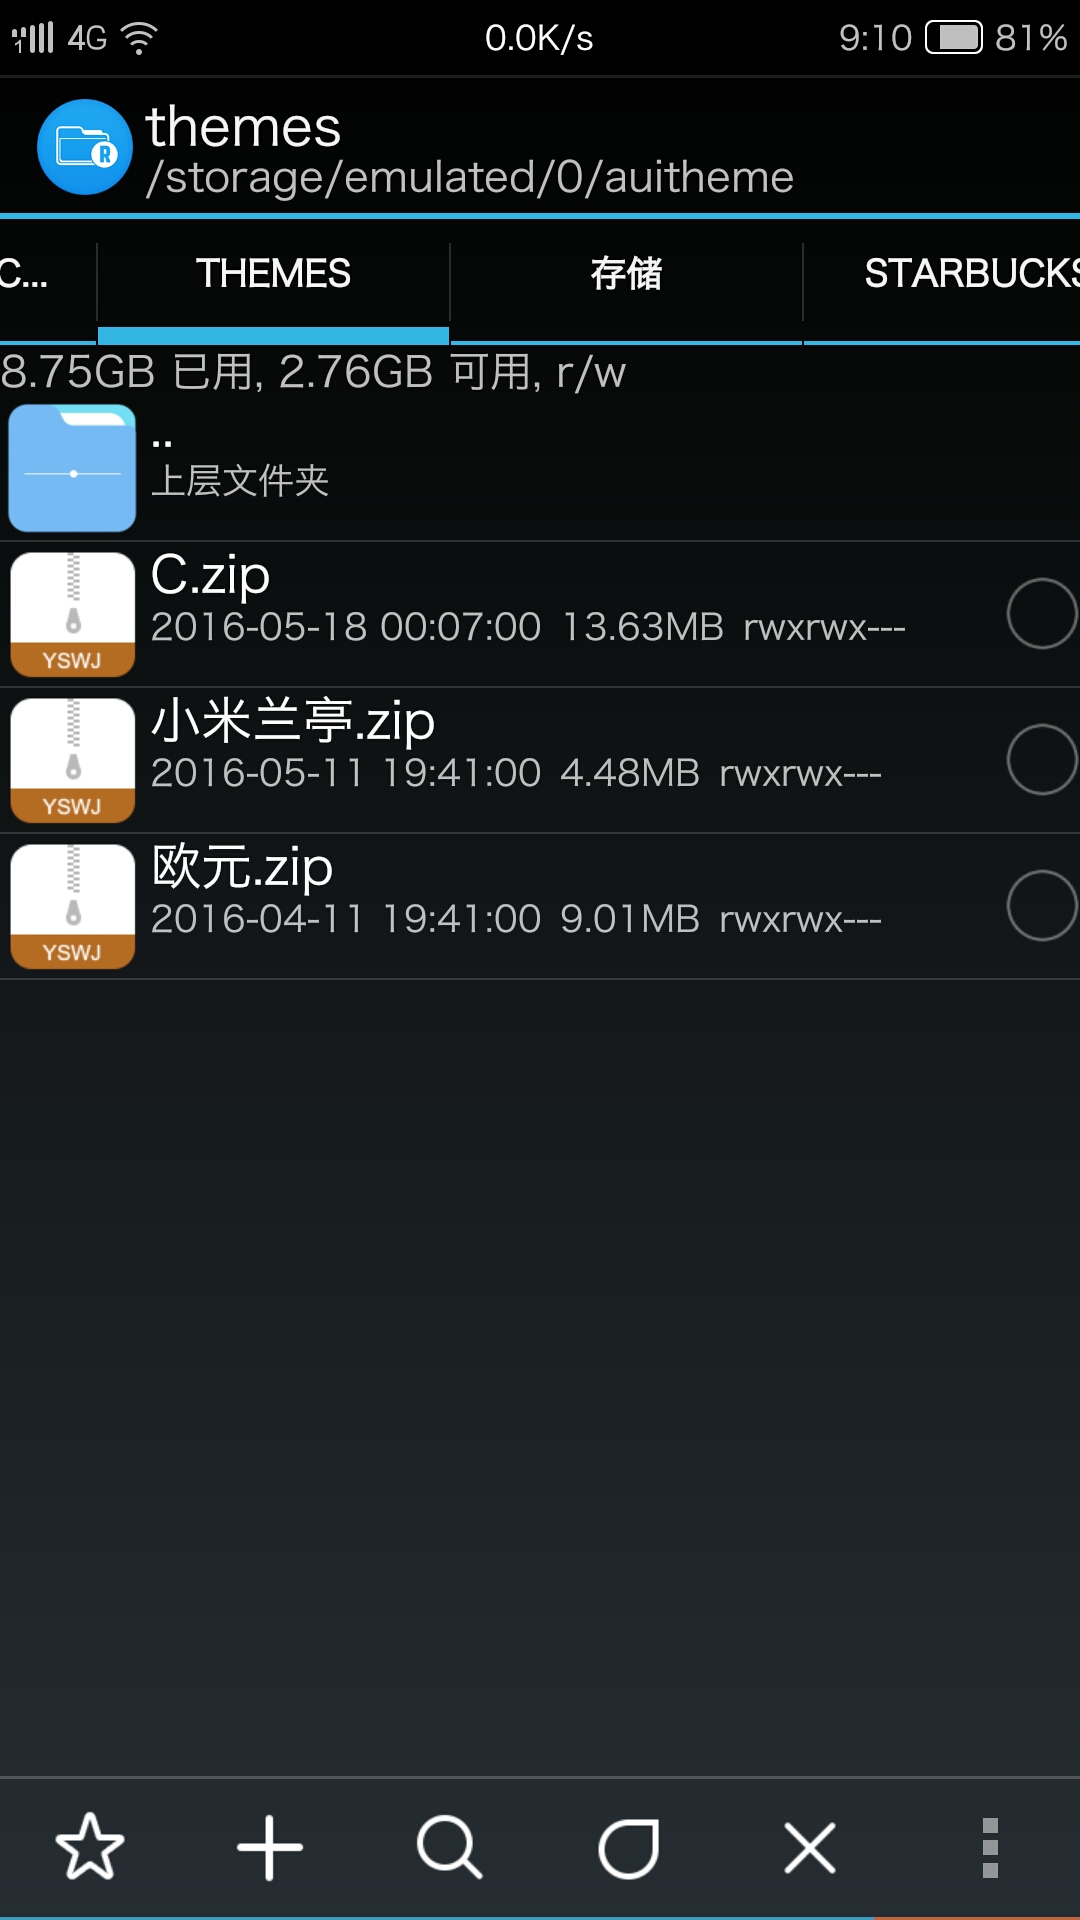 1 4G 0.0K/s 9:10 81%
R
themes
/storage/emulated/0/auitheme
C... THEMES 存储 STARBUCKS
8.75GB 已用, 2.76GB 可用, r/w
..
上层文件夹
C.zip
2016-05-18 00:07:00 13.63MB rwxrwx---
YSWJ
小米兰亭.zip
2016-05-11 19:41:00 4.48MB rwxrwx---
YSWJ
欧元.zip
2016-04-11 19:41:00 9.01MB rwxrwx---
YSWJ